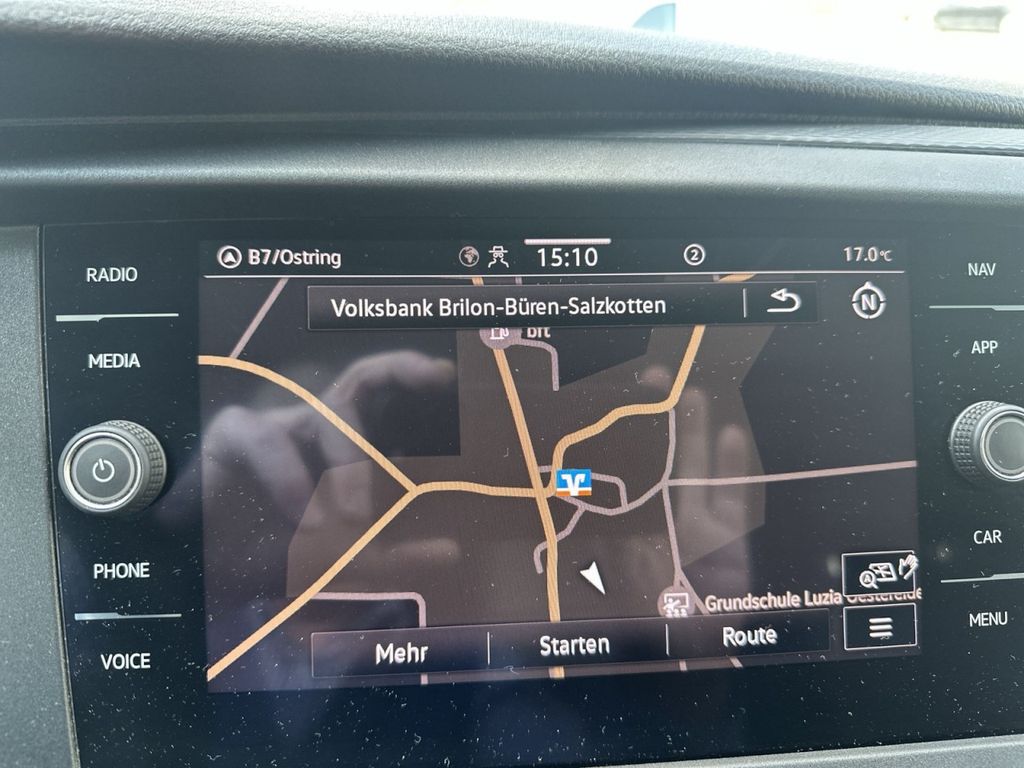 RADIO
MEDIA
PHONE
VOICE
B7/Ostring
15:10
2
17.0°C
Volksbank Brilon-Büren-Salzkotten
N
bft
Grundschule Luzia
Mehr
Starten
Route
NAV
APP
CAR
MENU